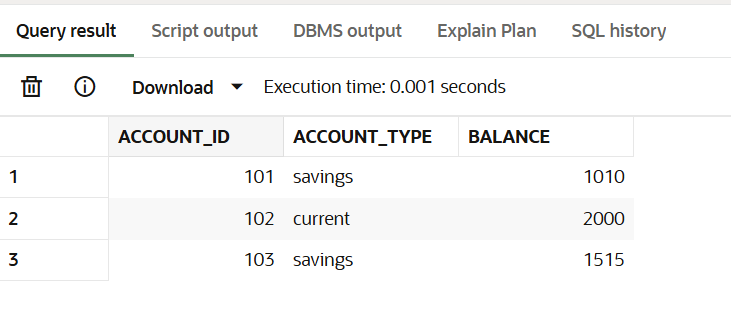 Query result Script output DBMS output Explain Plan SQL history
Download Execution time: 0.001 seconds
ACCOUNT_ID ACCOUNT_TYPE BALANCE
1 101 savings 1010
2 102 current 2000
3 103 savings 1515